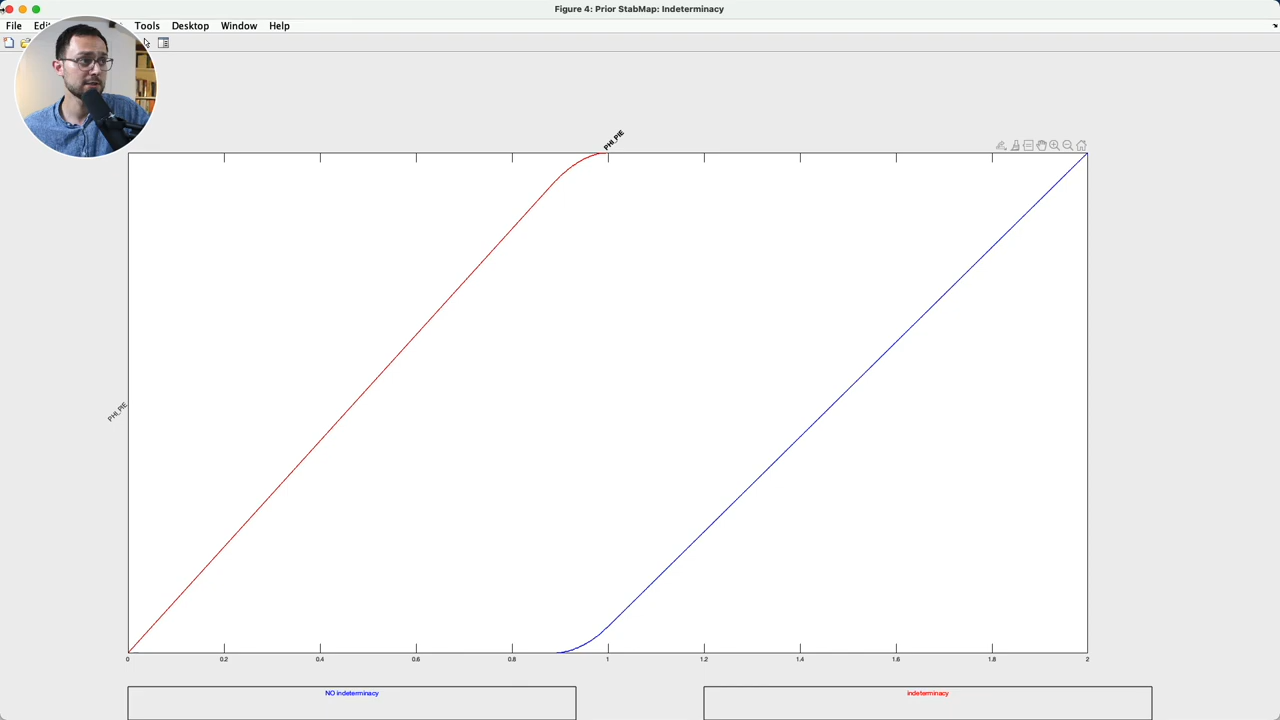 Figure 4: Prior StabMap: Indeterminacy
File Edi Tools Desktop Window Help
PHI_PIE
PHI_PIE
0 0.2 0.4 0.6 0.8 1 1.2 1.4 1.6 1.8 2
NO indeterminacy
indeterminacy